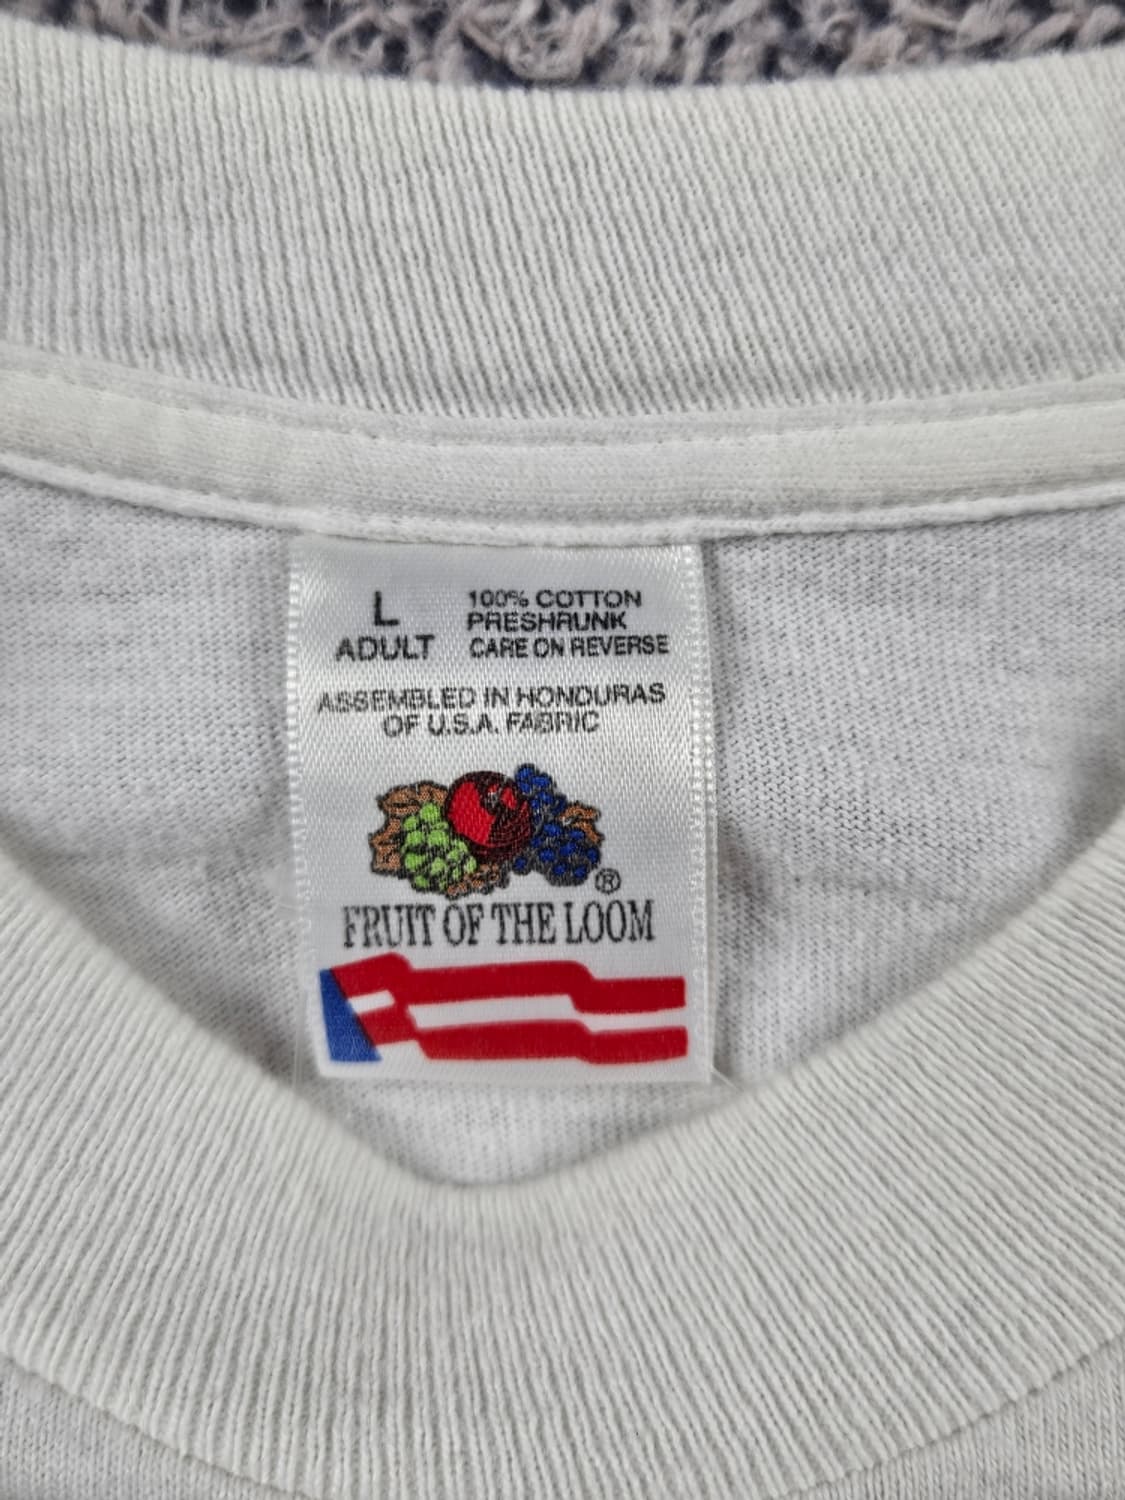 L
ADULT
100% COTTON
PRESHRUNK
CARE ON REVERSE
ASSEMBLED IN HONDURAS
OF U.S.A. FABRIC
®
FRUIT OF THE LOOM